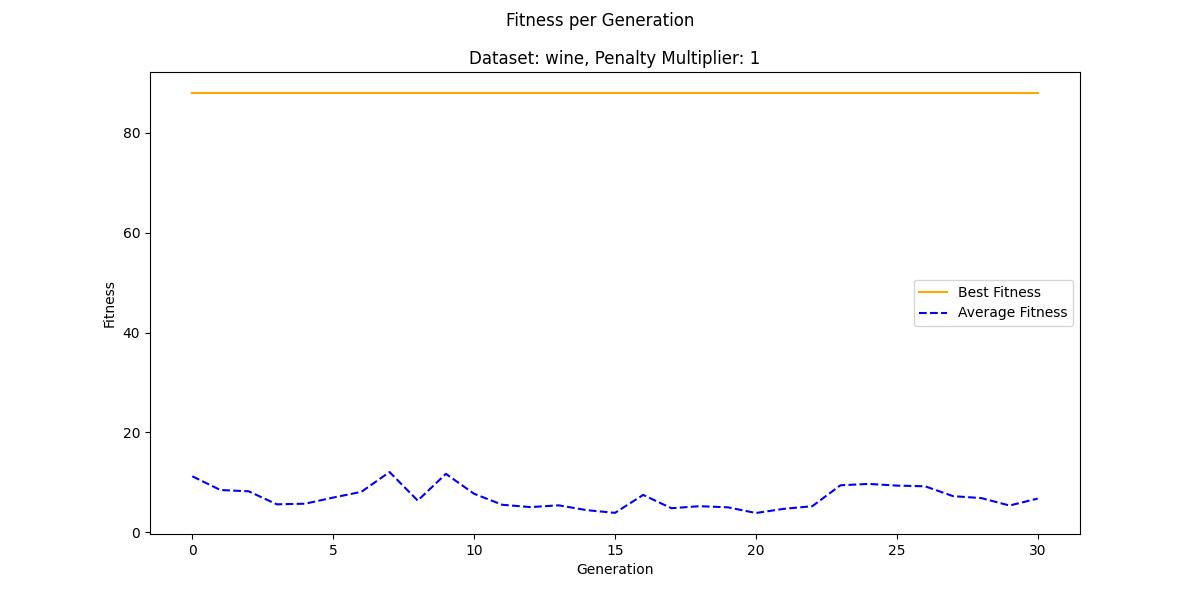 Fitness per Generation
Dataset: wine, Penalty Multiplier: 1
80
60
40
20
0
Fitness
Best Fitness
Average Fitness
0 5 10 15 20 25 30
Generation